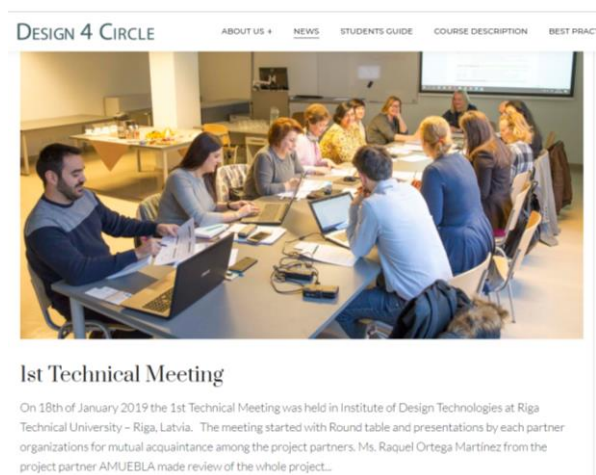 DESIGN 4 CIRCLE
ABOUT US + NEWS STUDENTS GUIDE COURSE DESCRIPTION BEST PRAC
1st Technical Meeting
On 18th of January 2019 the 1st Technical Meeting was held in Institute of Design Technologies at Riga
Technical University – Riga, Latvia. The meeting started with Round table and presentations by each partner
organizations for mutual acquaintance among the project partners. Ms. Raquel Ortega Martínez from the
project partner AMUEBLA made review of the whole project...